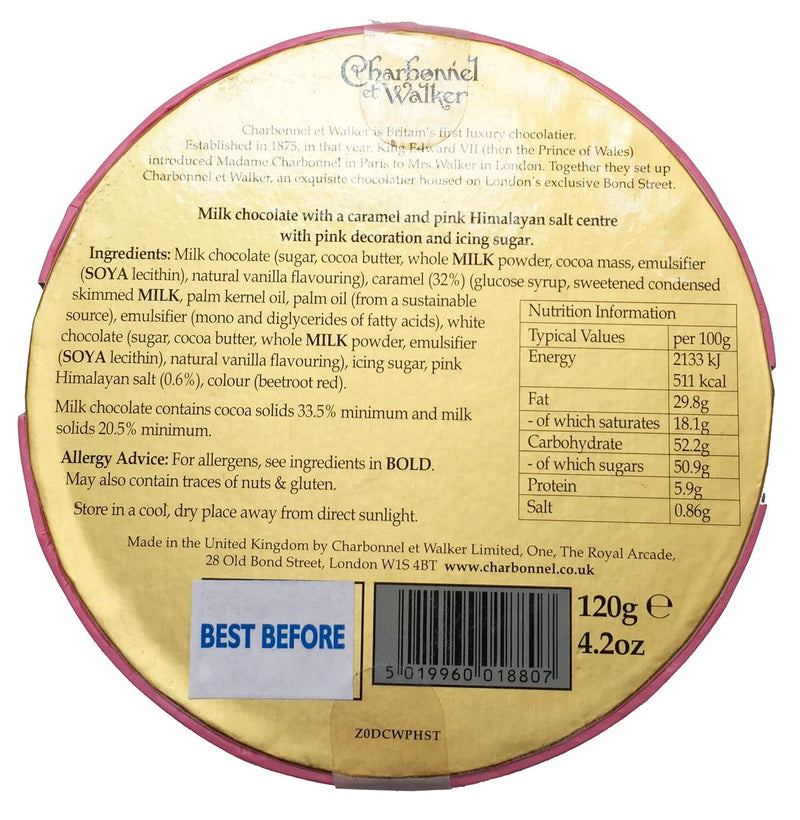 Charbonnel
et Walker
Charbonnel et Walker is Britain's first luxury chocolatier.
Established in 1875, in that year, King Edward VII (then the Prince of Wales)
introduced Madame Charbonnel in Paris to Mrs Walker in London. Together they set up
Charbonnel et Walker, an exquisite chocolatier housed on London's exclusive Bond Street.
Milk chocolate with a caramel and pink Himalayan salt centre
with pink decoration and icing sugar.
Ingredients: Milk chocolate (sugar, cocoa butter, whole MILK powder, cocoa mass, emulsifier
(SOYA lecithin), natural vanilla flavouring), caramel (32%) (glucose syrup, sweetened condensed
skimmed MILK, palm kernel oil, palm oil (from a sustainable
source), emulsifier (mono and diglycerides of fatty acids), white
chocolate (sugar, cocoa butter, whole MILK powder, emulsifier
(SOYA lecithin), natural vanilla flavouring), icing sugar, pink
Himalayan salt (0.6%), colour (beetroot red).
Milk chocolate contains cocoa solids 33.5% minimum and milk
solids 20.5% minimum.
Allergy Advice: For allergens, see ingredients in BOLD.
May also contain traces of nuts & gluten.
Store in a cool, dry place away from direct sunlight.
Nutrition Information
Typical Values per 100g
Energy 2133 kJ
511 kcal
Fat 29.8g
- of which saturates 18.1g
Carbohydrate 52.2g
- of which sugars 50.9g
Protein 5.9g
Salt 0.86g
Made in the United Kingdom by Charbonnel et Walker Limited, One, The Royal Arcade,
28 Old Bond Street, London W1S 4BT www.charbonnel.co.uk
BEST BEFORE
5 019960 018807
120g ℮
4.2oz
Z0DCWPHST